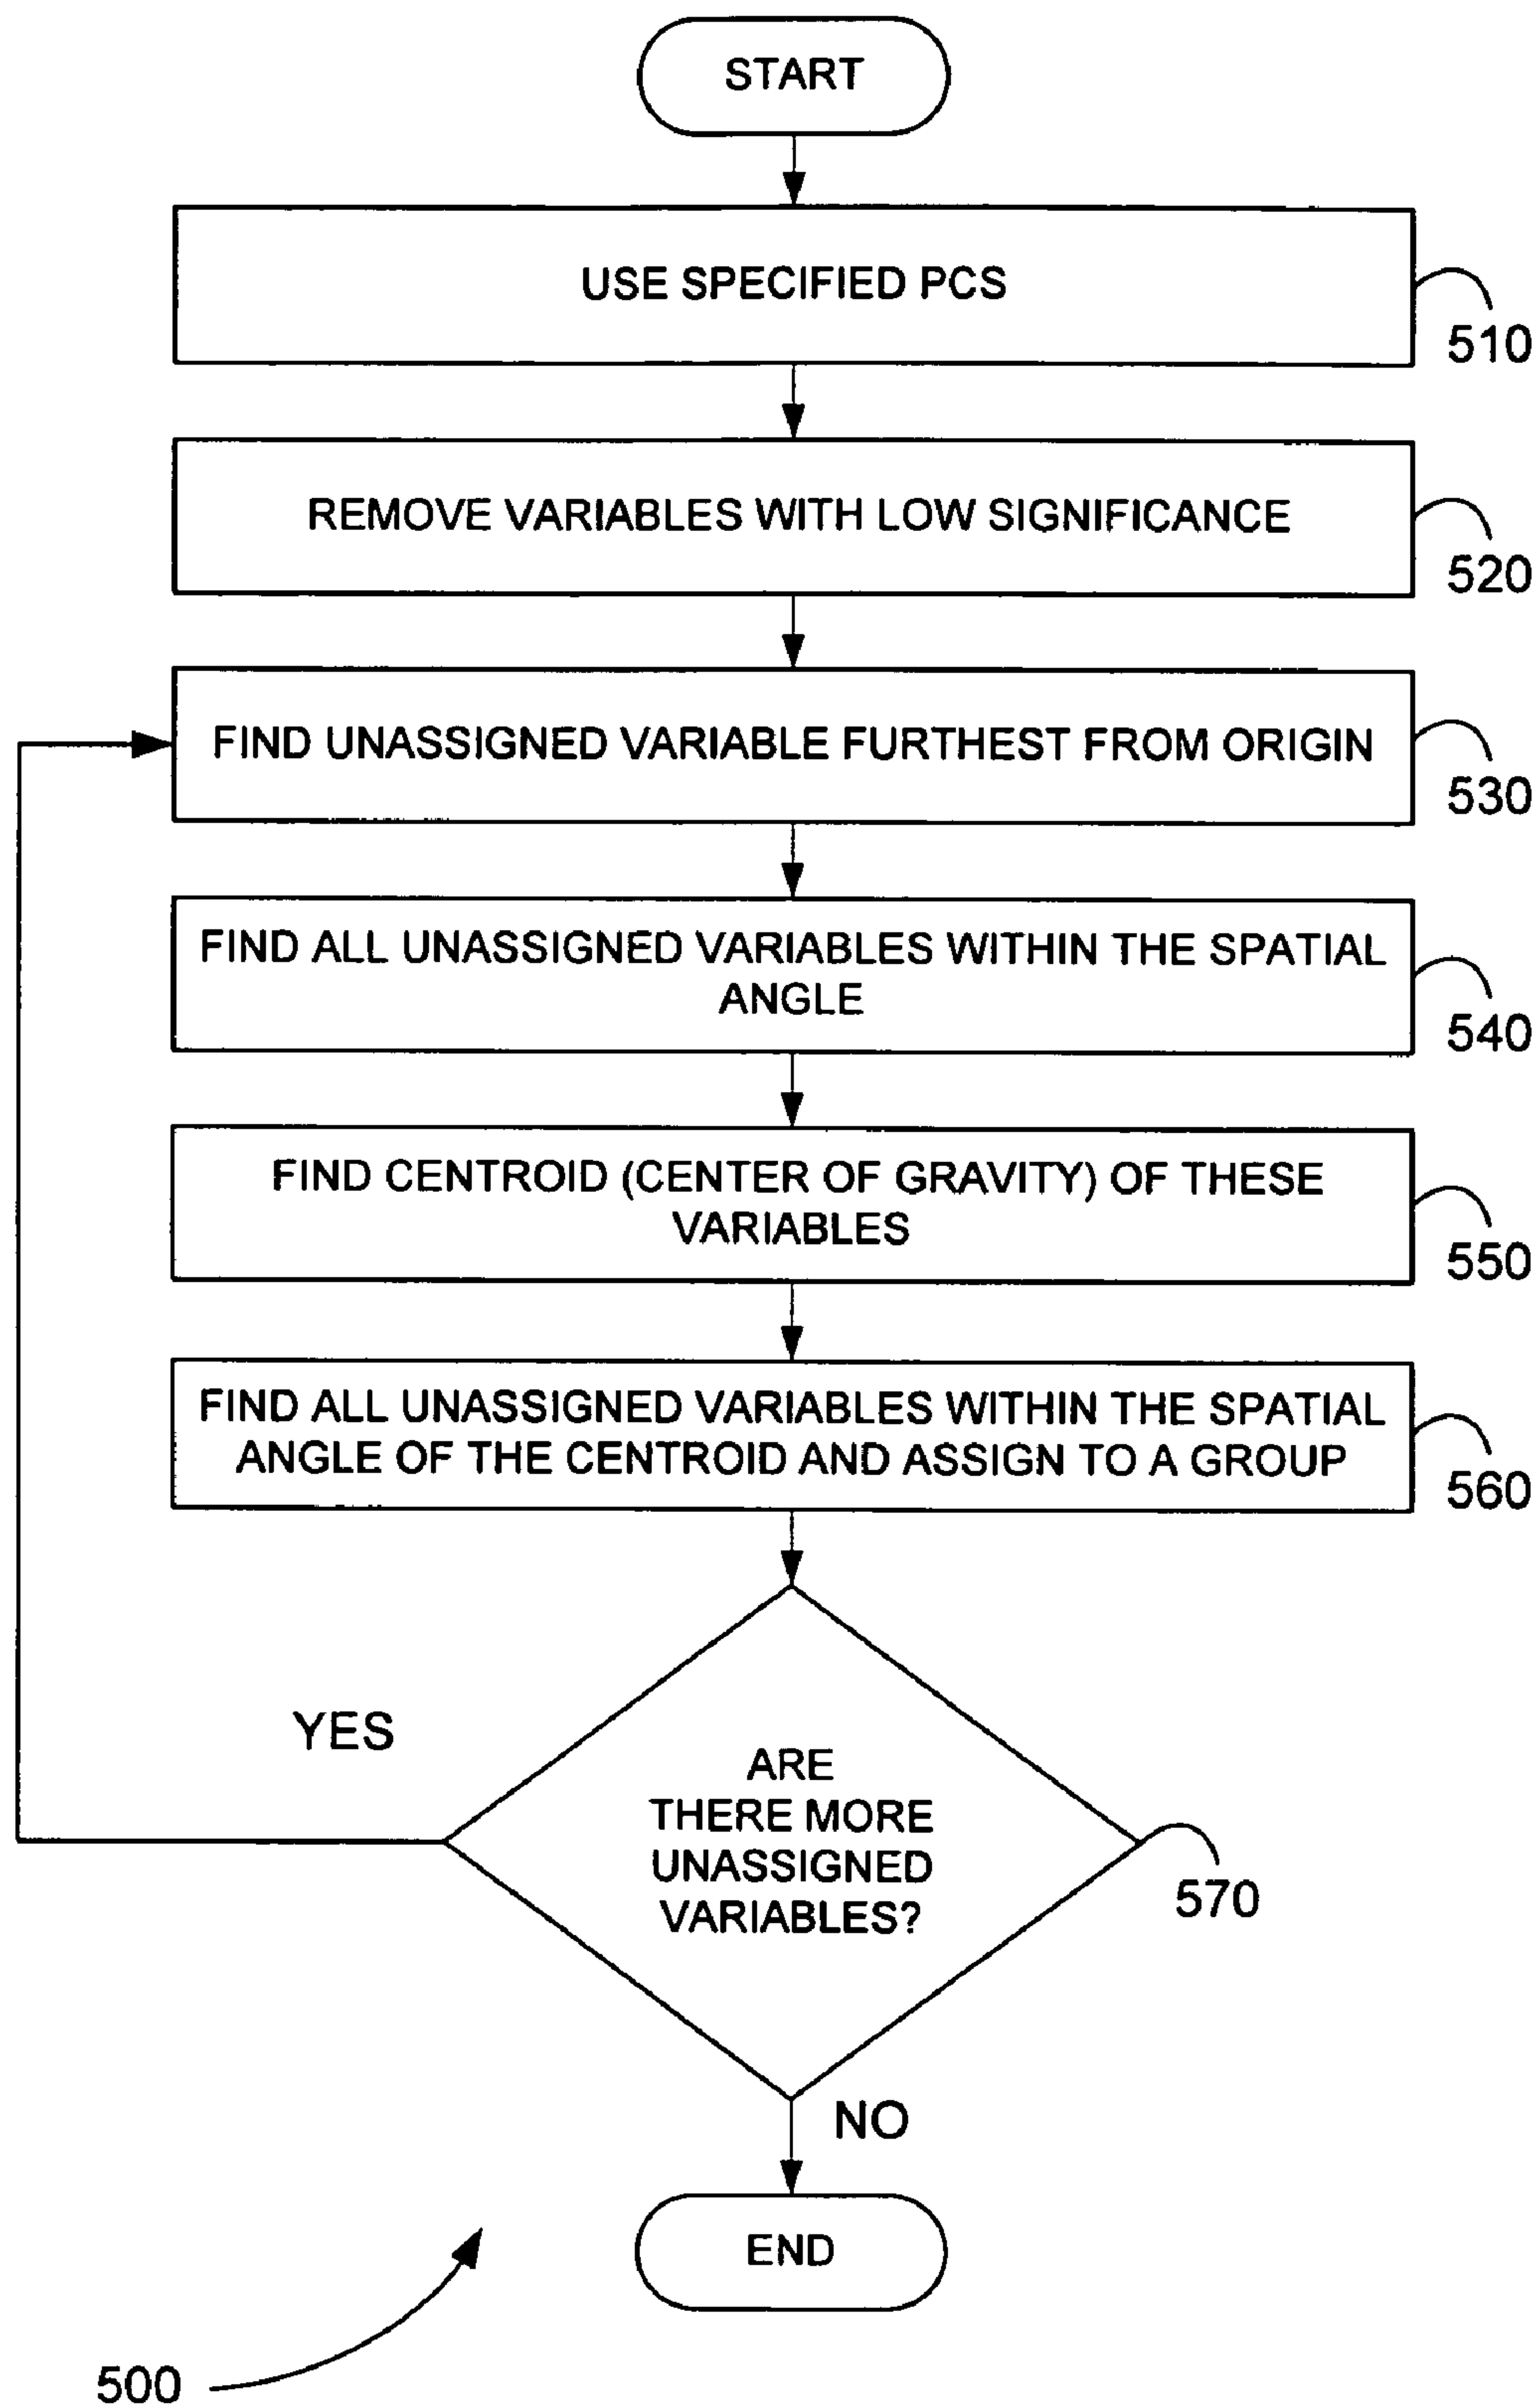 START
USE SPECIFIED PCS
510
REMOVE VARIABLES WITH LOW SIGNIFICANCE
520
FIND UNASSIGNED VARIABLE FURTHEST FROM ORIGIN
530
FIND ALL UNASSIGNED VARIABLES WITHIN THE SPATIAL
ANGLE
540
FIND CENTROID (CENTER OF GRAVITY) OF THESE
VARIABLES
550
FIND ALL UNASSIGNED VARIABLES WITHIN THE SPATIAL
ANGLE OF THE CENTROID AND ASSIGN TO A GROUP
560
YES
ARE
THERE MORE
UNASSIGNED
VARIABLES?
570
NO
END
500